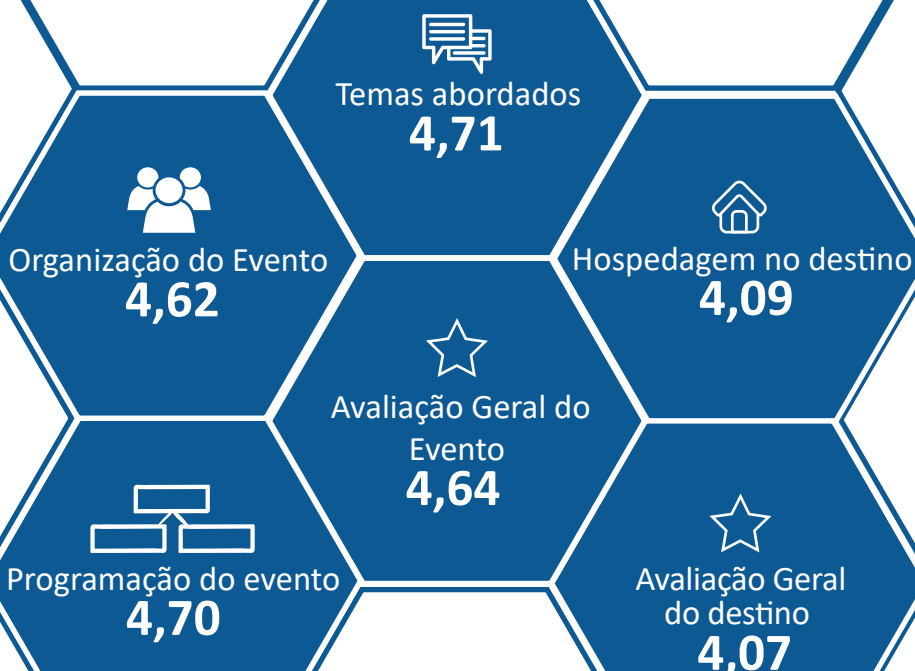 Temas abordados
4,71
Organização do Evento
4,62
Hospedagem no destino
4,09
Avaliação Geral do
Evento
4,64
Programação do evento
4,70
Avaliação Geral
do destino
4,07